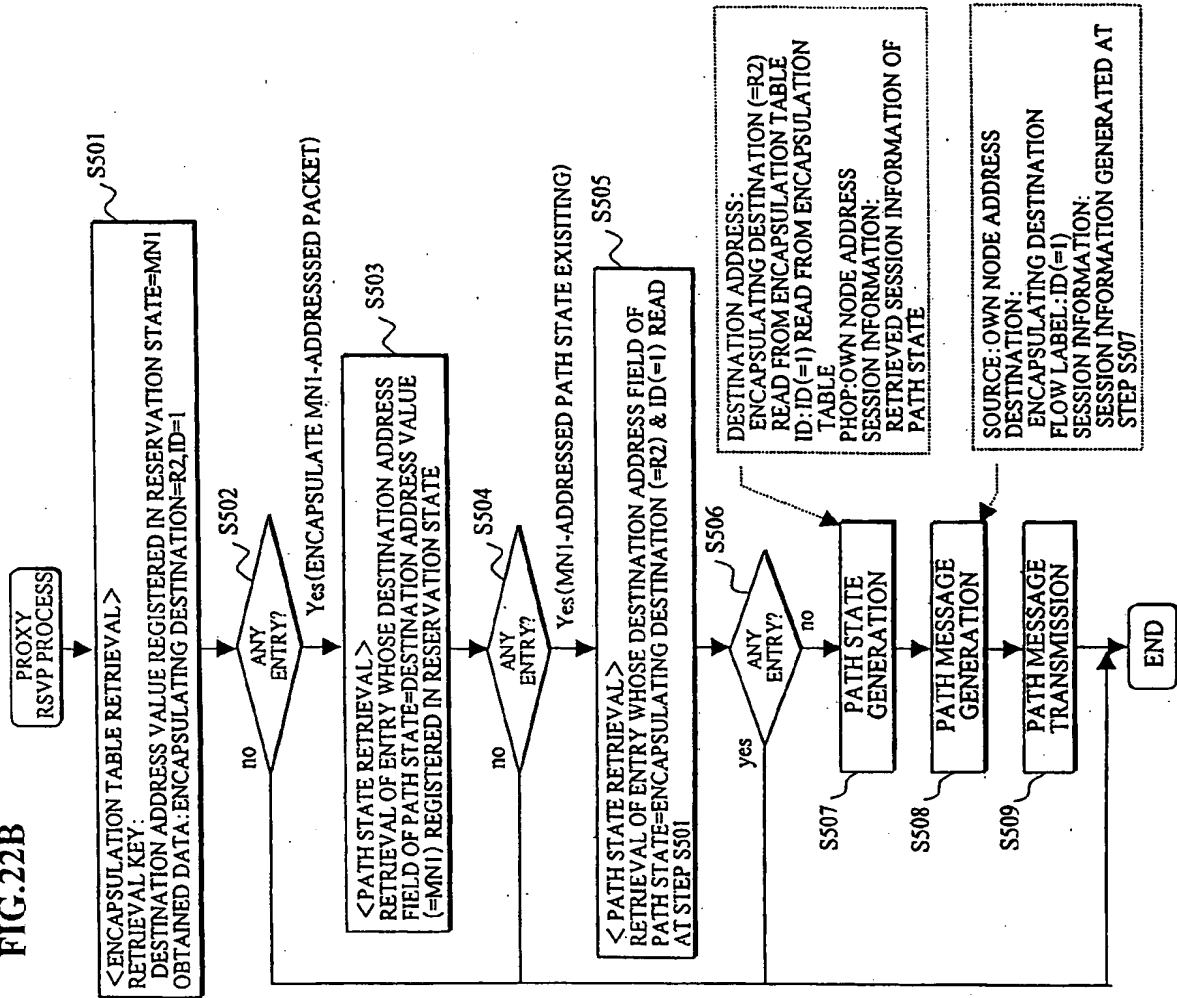 FIG.22B
PROXY
RSVP PROCESS
S501
<ENCAPSULATION TABLE RETRIEVAL>
RETRIEVAL KEY:
DESTINATION ADDRESS VALUE REGISTERED IN RESERVATION STATE=MN1
OBTAINED DATA: ENCAPSULATING DESTINATION=R2,ID=1
S502
ANY
ENTRY?
no
Yes(ENCAPSULATE MN1-ADDRESSSED PACKET)
S503
<PATH STATE RETRIEVAL>
RETRIEVAL OF ENTRY WHOSE DESTINATION ADDRESS
FIELD OF PATH STATE=DESTINATION ADDRESS VALUE
(=MN1) REGISTERED IN RESERVATION STATE
S504
ANY
ENTRY?
no
Yes(MN1-ADDRESSED PATH STATE EXISITING)
S505
<PATH STATE RETRIEVAL>
RETRIEVAL OF ENTRY WHOSE DESTINATION ADDRESS FIELD OF
PATH STATE=ENCAPSULATING DESTINATION (=R2) & ID(=1) READ
AT STEP S501
S506
ANY
ENTRY?
yes
no
S507
PATH STATE
GENERATION
DESTINATION ADDRESS:
ENCAPSULATING DESTINATION (=R2)
READ FROM ENCAPSULATION TABLE
ID: ID(=1) READ FROM ENCAPSULATION
TABLE
PHOP:OWN NODE ADDRESS
SESSION INFORMATION:
RETRIEVED SESSION INFORMATION OF
PATH STATE
S508
PATH MESSAGE
GENERATION
SOURCE: OWN NODE ADDRESS
DESTINATION:
ENCAPSULATING DESTINATION
FLOW LABEL:ID(=1)
SESSION INFORMATION:
SESSION INFORMATION GENERATED AT
STEP S507
S509
PATH MESSAGE
TRANSMISSION
END